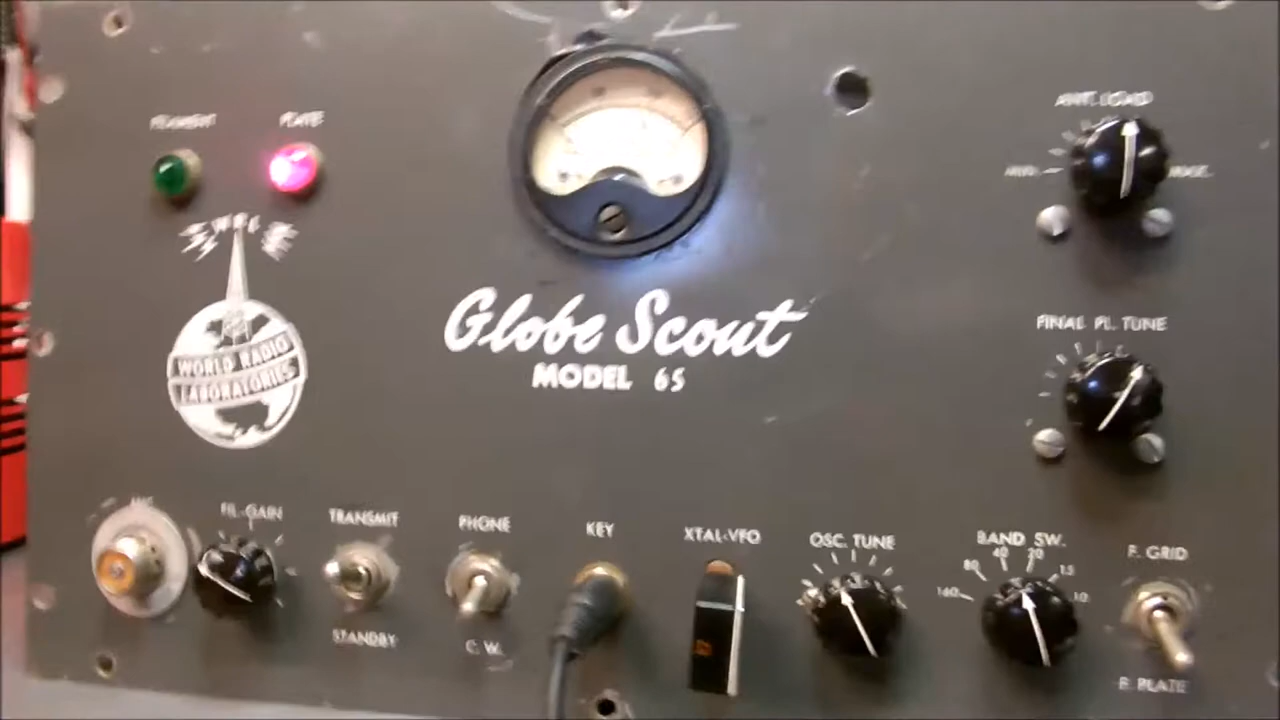 FILAMENT
PLATE
ANT. LOAD
MIN.
MAX.
W R L
WORLD RADIO
LABORATORIES
Globe Scout
MODEL 65
FINAL PL. TUNE
MIC
FIL-GAIN
TRANSMIT
STANDBY
PHONE
C. W.
KEY
XTAL-VFO
OSC. TUNE
BAND SW.
160
80
40
20
15
10
F. GRID
F. PLATE